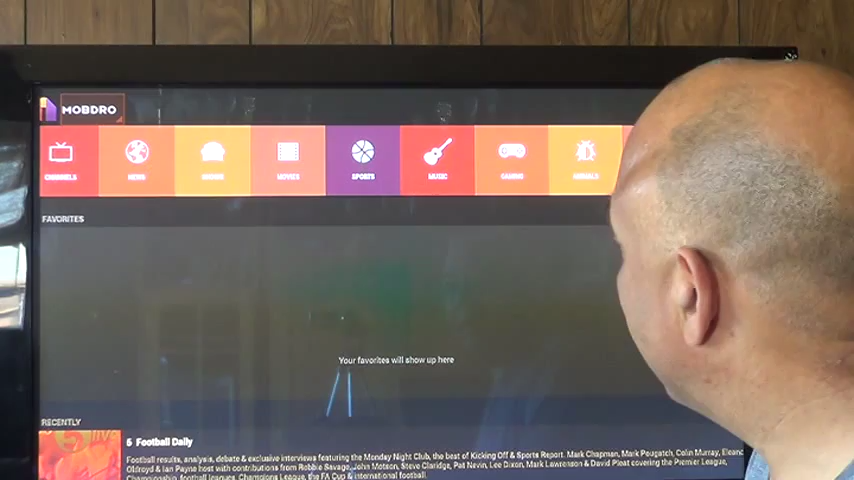 MOBDRO
CHANNELS NEWS SHOWS MOVIES SPORTS MUSIC GAMING ANIMALS
FAVORITES
Your favorites will show up here
RECENTLY
5 live
5 Football Daily
Football results, analysis, debate & exclusive interviews featuring the Monday Night Club, the best of Kicking Off & Sports Report. Mark Chapman, Mark Pougatch, Colin Murray, Eleano
Oldroyd & Ian Payne host with contributions from Robbie Savage, John Motson, Steve Claridge, Pat Nevin, Lee Dixon, Mark Lawrenson & David Pleat covering the Premier League,
Championship, football leagues, Champions League, the FA Cup & international football.